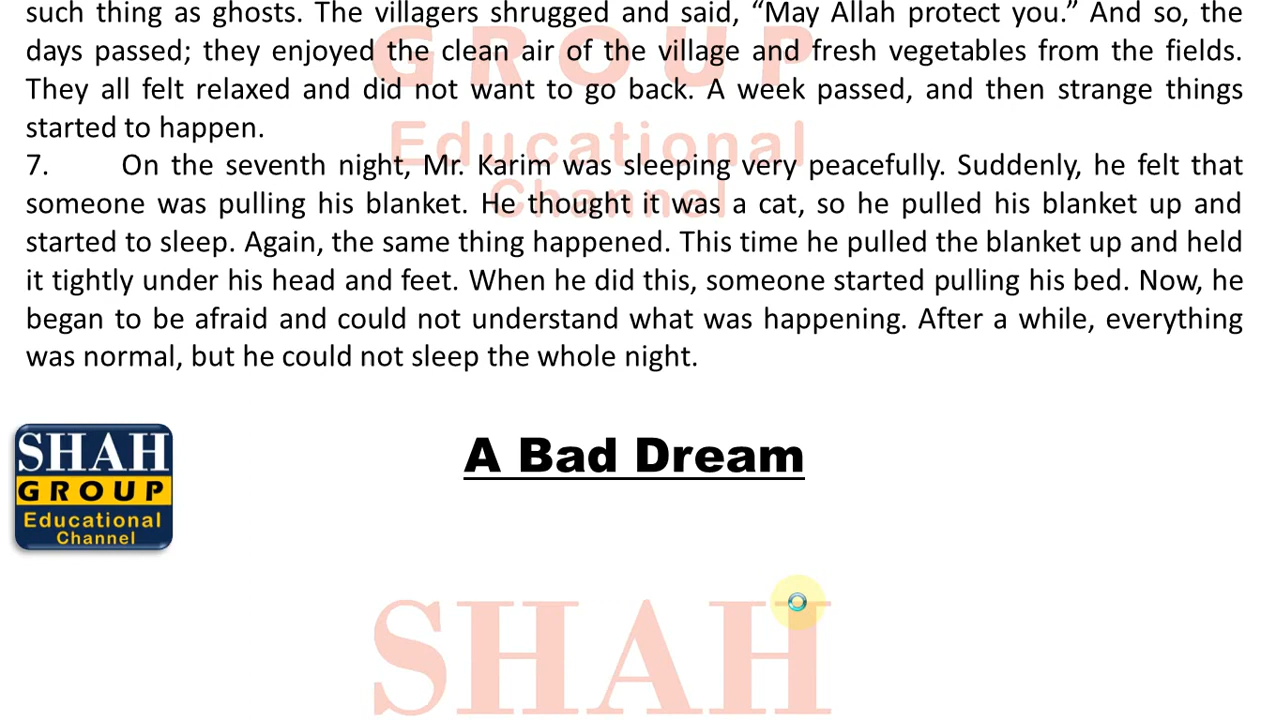 such thing as ghosts. The villagers shrugged and said, “May Allah protect you.” And so, the
days passed; they enjoyed the clean air of the village and fresh vegetables from the fields.
They all felt relaxed and did not want to go back. A week passed, and then strange things
started to happen.
7. On the seventh night, Mr. Karim was sleeping very peacefully. Suddenly, he felt that
someone was pulling his blanket. He thought it was a cat, so he pulled his blanket up and
started to sleep. Again, the same thing happened. This time he pulled the blanket up and held
it tightly under his head and feet. When he did this, someone started pulling his bed. Now, he
began to be afraid and could not understand what was happening. After a while, everything
was normal, but he could not sleep the whole night.
GROUP
Educational
Channel
SHAH
GROUP
Educational
Channel
A Bad Dream
SHAH